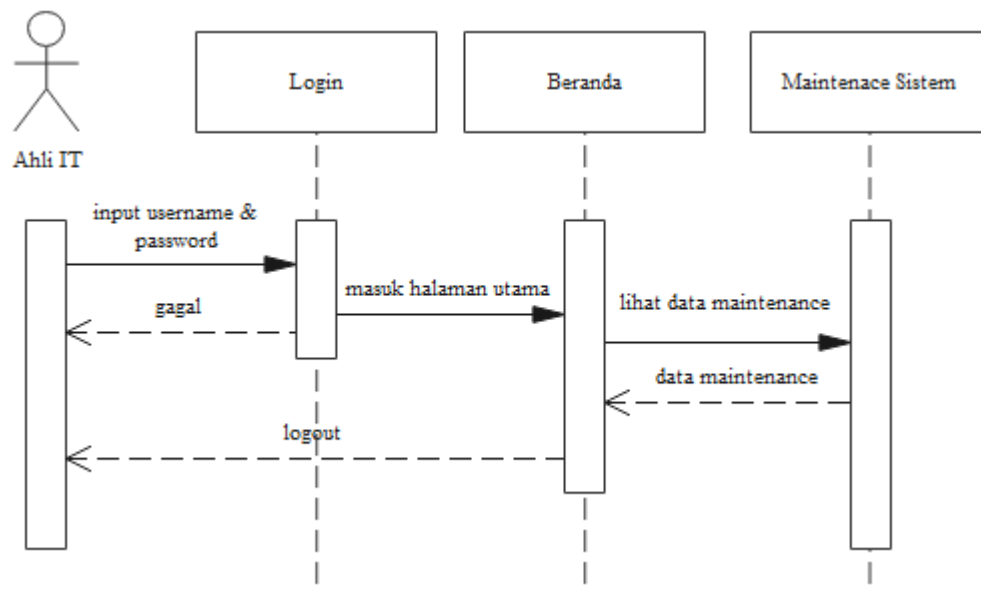 Login
Beranda
Maintenace Sistem
Ahli IT
input username &
password
masuk halaman utama
lihat data maintenance
gagal
data maintenance
logout